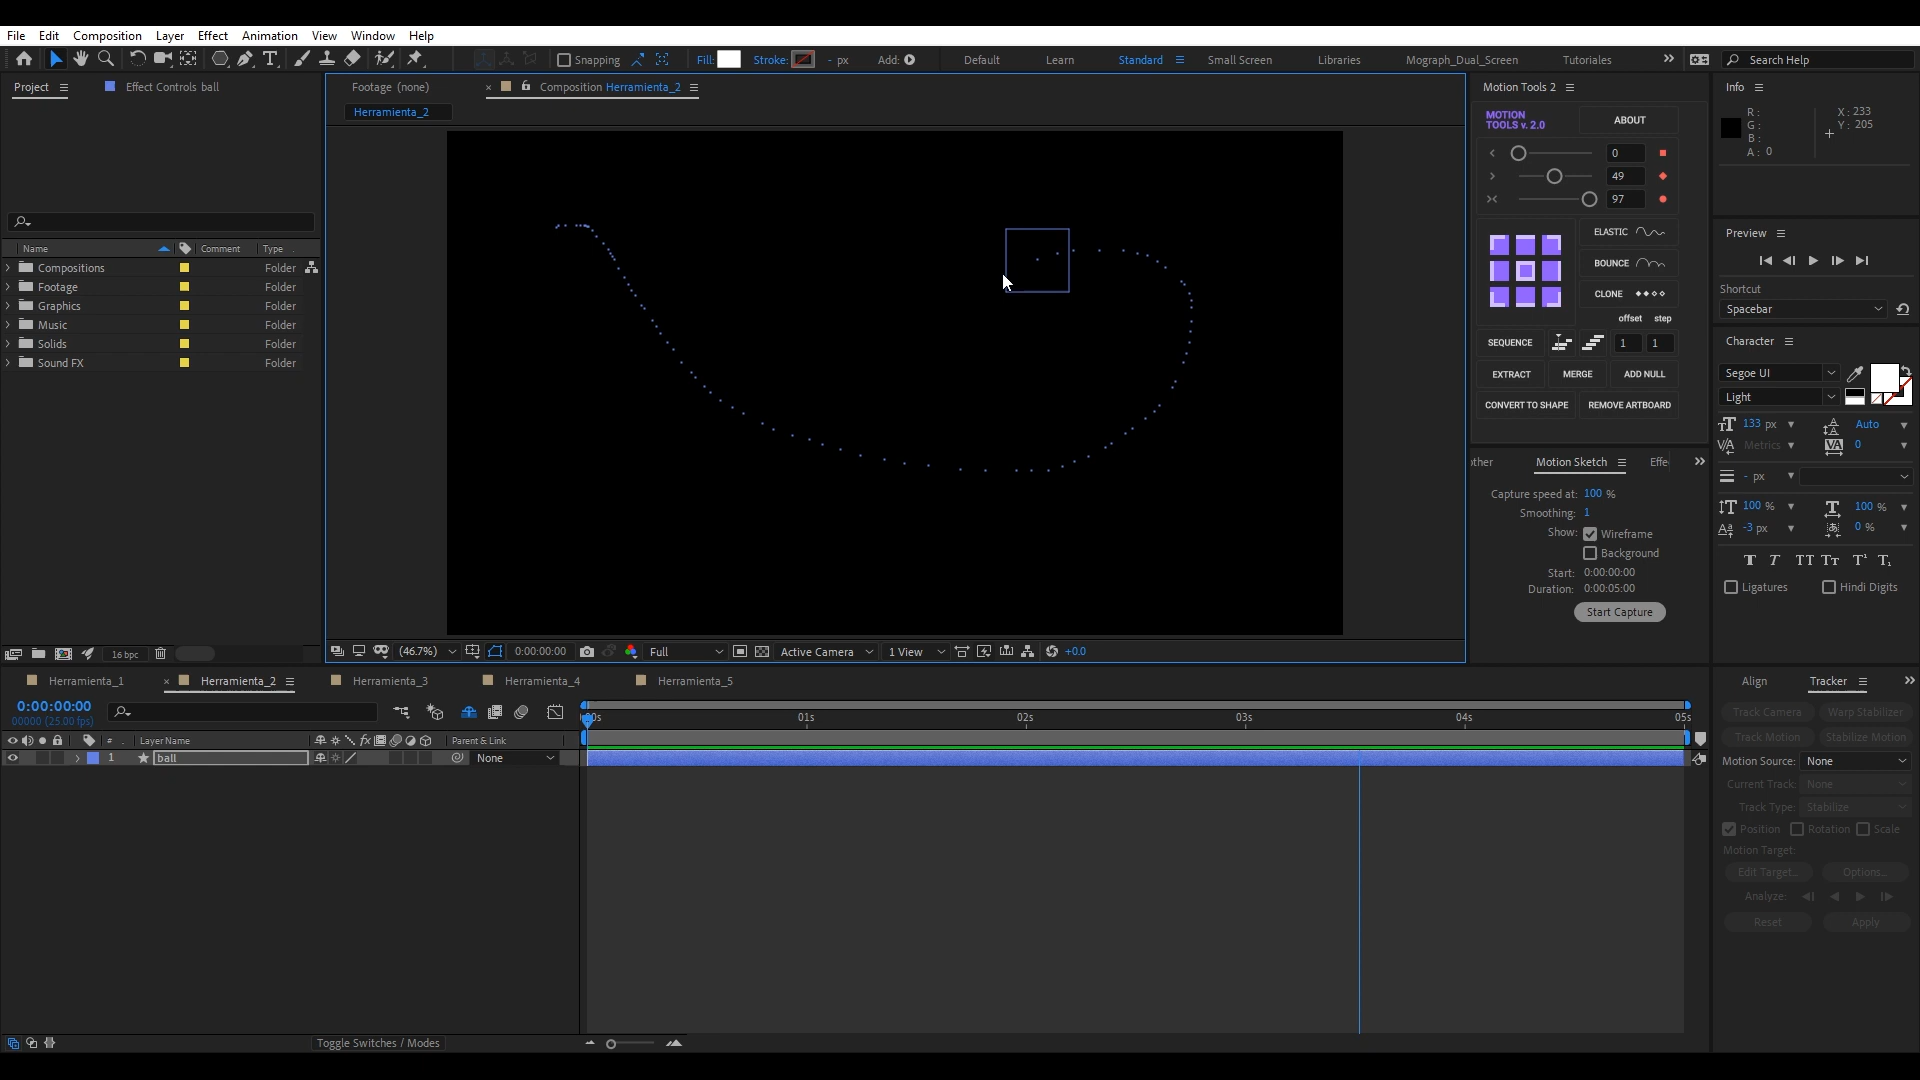 File Edit Composition Layer Effect Animation View Window Help
Snapping Fill: Stroke: - px Add: Default Learn Standard Small Screen Libraries Mograph_Dual_Screen Tutoriales Search Help
Project Effect Controls ball
Name Comment Type
Compositions Folder
Footage Folder
Graphics Folder
Music Folder
Solids Folder
Sound FX Folder
16 bpc
Footage (none) × Composition Herramienta_2
Herramienta_2
(46.7%) 0:00:00:00 Full Active Camera 1 View +0.0
Motion Tools 2
MOTION
TOOLS v. 2.0
ABOUT
0
49
97
ELASTIC
BOUNCE
CLONE
offset step
SEQUENCE 1 1
EXTRACT MERGE ADD NULL
CONVERT TO SHAPE REMOVE ARTBOARD
Motion Sketch Effe
Capture speed at: 100 %
Smoothing: 1
Show: Wireframe
Background
Start: 0:00:00:00
Duration: 0:00:05:00
Start Capture
Info
R: X: 233
G: Y: 205
B:
A: 0
Preview
Shortcut
Spacebar
Character
Segoe UI
Light
133 px Auto
Metrics 0
- px
100 % 100 %
-3 px 0 %
Ligatures Hindi Digits
Herramienta_1 × Herramienta_2 Herramienta_3 Herramienta_4 Herramienta_5
0:00:00:00
00000 (25.00 fps)
# Layer Name Parent & Link
1 ball None
01s 02s 03s 04s 05s
Toggle Switches / Modes
Align Tracker
Track Camera Warp Stabilizer
Track Motion Stabilize Motion
Motion Source: None
Current Track: None
Track Type: Stabilize
Position Rotation Scale
Motion Target:
Edit Target... Options...
Analyze:
Reset Apply